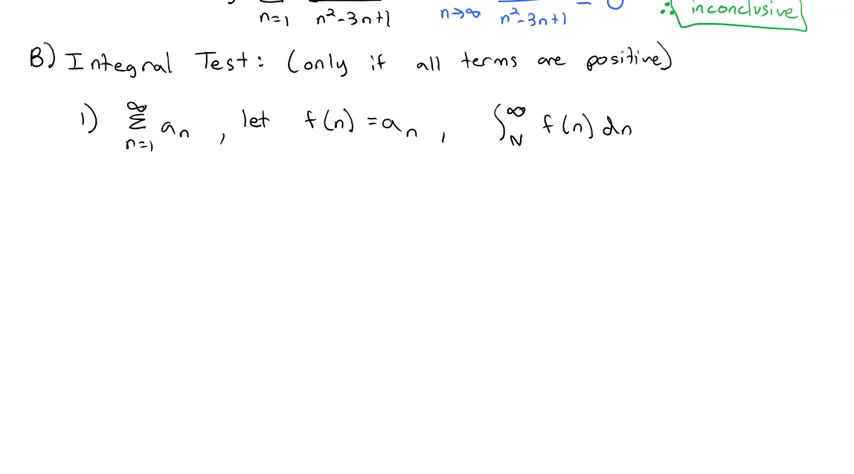 ∑ n=1 n²-3n+1 n→∞ n²-3n+1 = 0 ∴ inconclusive
B) Integral Test: (only if all terms are positive)
1) ∑_{n=1}^{∞} aₙ , let f(n) = aₙ , ∫_N^∞ f(n) dn